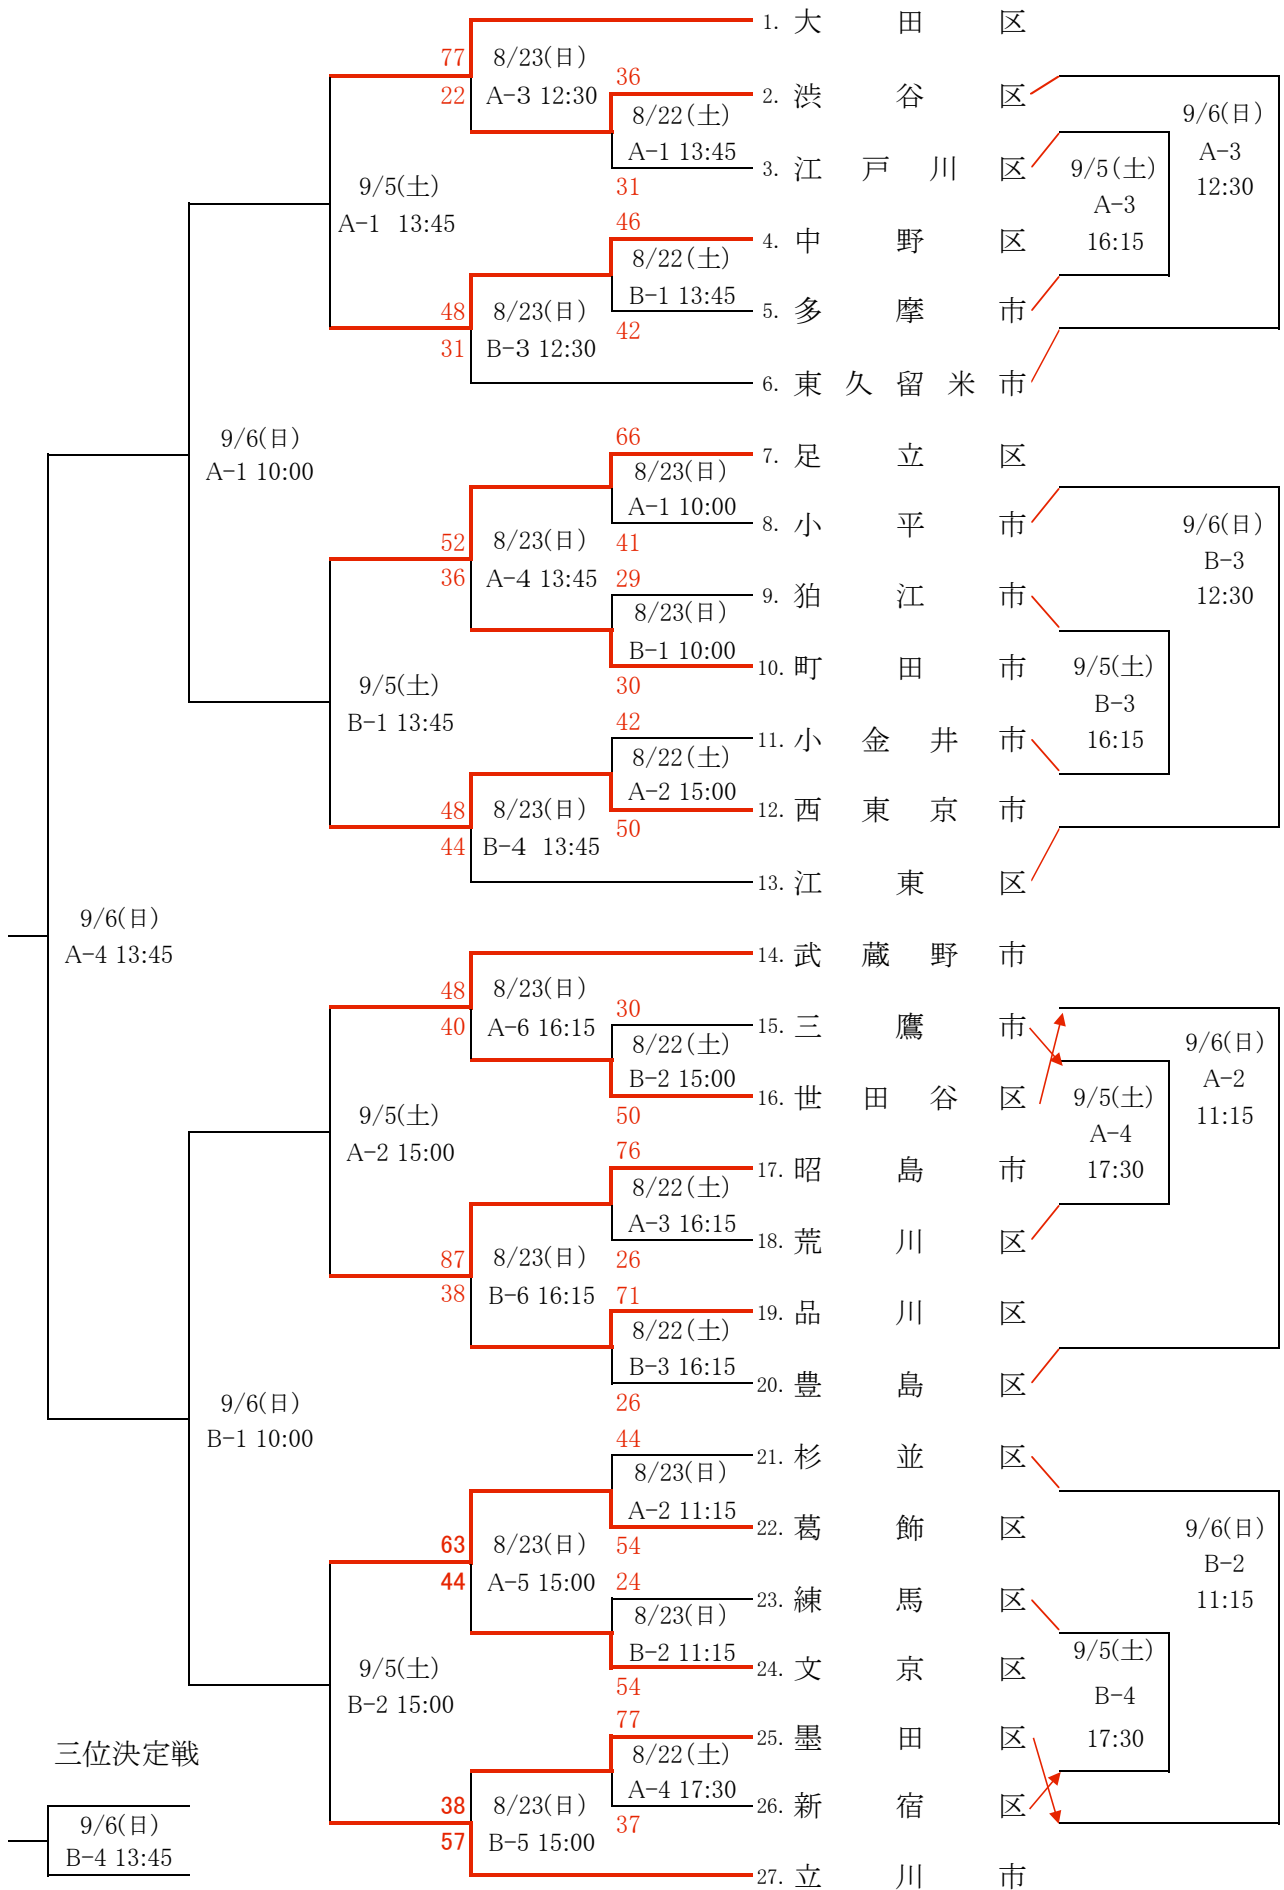 1. 大田区
77
8/23(日)
22
A-3 12:30
36
2. 渋谷区
8/22(土)
A-1 13:45
3. 江戸川区
31
9/6(日)
A-3
12:30
9/5(土)
A-3
16:15
9/5(土)
A-1 13:45
46
4. 中野区
8/22(土)
B-1 13:45
5. 多摩市
42
48
8/23(日)
31
B-3 12:30
6. 東久留米市
9/6(日)
A-1 10:00
66
7. 足立区
8/23(日)
A-1 10:00
8. 小平市
41
52
8/23(日)
36
A-4 13:45
29
9. 狛江市
8/23(日)
B-1 10:00
10. 町田市
30
9/6(日)
B-3
12:30
9/5(土)
B-3
16:15
9/5(土)
B-1 13:45
42
11. 小金井市
8/22(土)
A-2 15:00
12. 西東京市
50
48
8/23(日)
44
B-4 13:45
13. 江東区
9/6(日)
A-4 13:45
14. 武蔵野市
48
8/23(日)
40
A-6 16:15
30
15. 三鷹市
8/22(土)
B-2 15:00
16. 世田谷区
50
9/6(日)
A-2
11:15
9/5(土)
A-4
17:30
9/5(土)
A-2 15:00
76
17. 昭島市
8/22(土)
A-3 16:15
18. 荒川区
26
87
8/23(日)
38
B-6 16:15
71
19. 品川区
8/22(土)
B-3 16:15
20. 豊島区
26
9/6(日)
B-1 10:00
44
21. 杉並区
8/23(日)
A-2 11:15
22. 葛飾区
54
63
8/23(日)
44
A-5 15:00
24
23. 練馬区
8/23(日)
B-2 11:15
24. 文京区
54
9/6(日)
B-2
11:15
9/5(土)
B-4
17:30
9/5(土)
B-2 15:00
77
25. 墨田区
8/22(土)
A-4 17:30
26. 新宿区
37
38
8/23(日)
57
B-5 15:00
27. 立川市
三位決定戦
9/6(日)
B-4 13:45